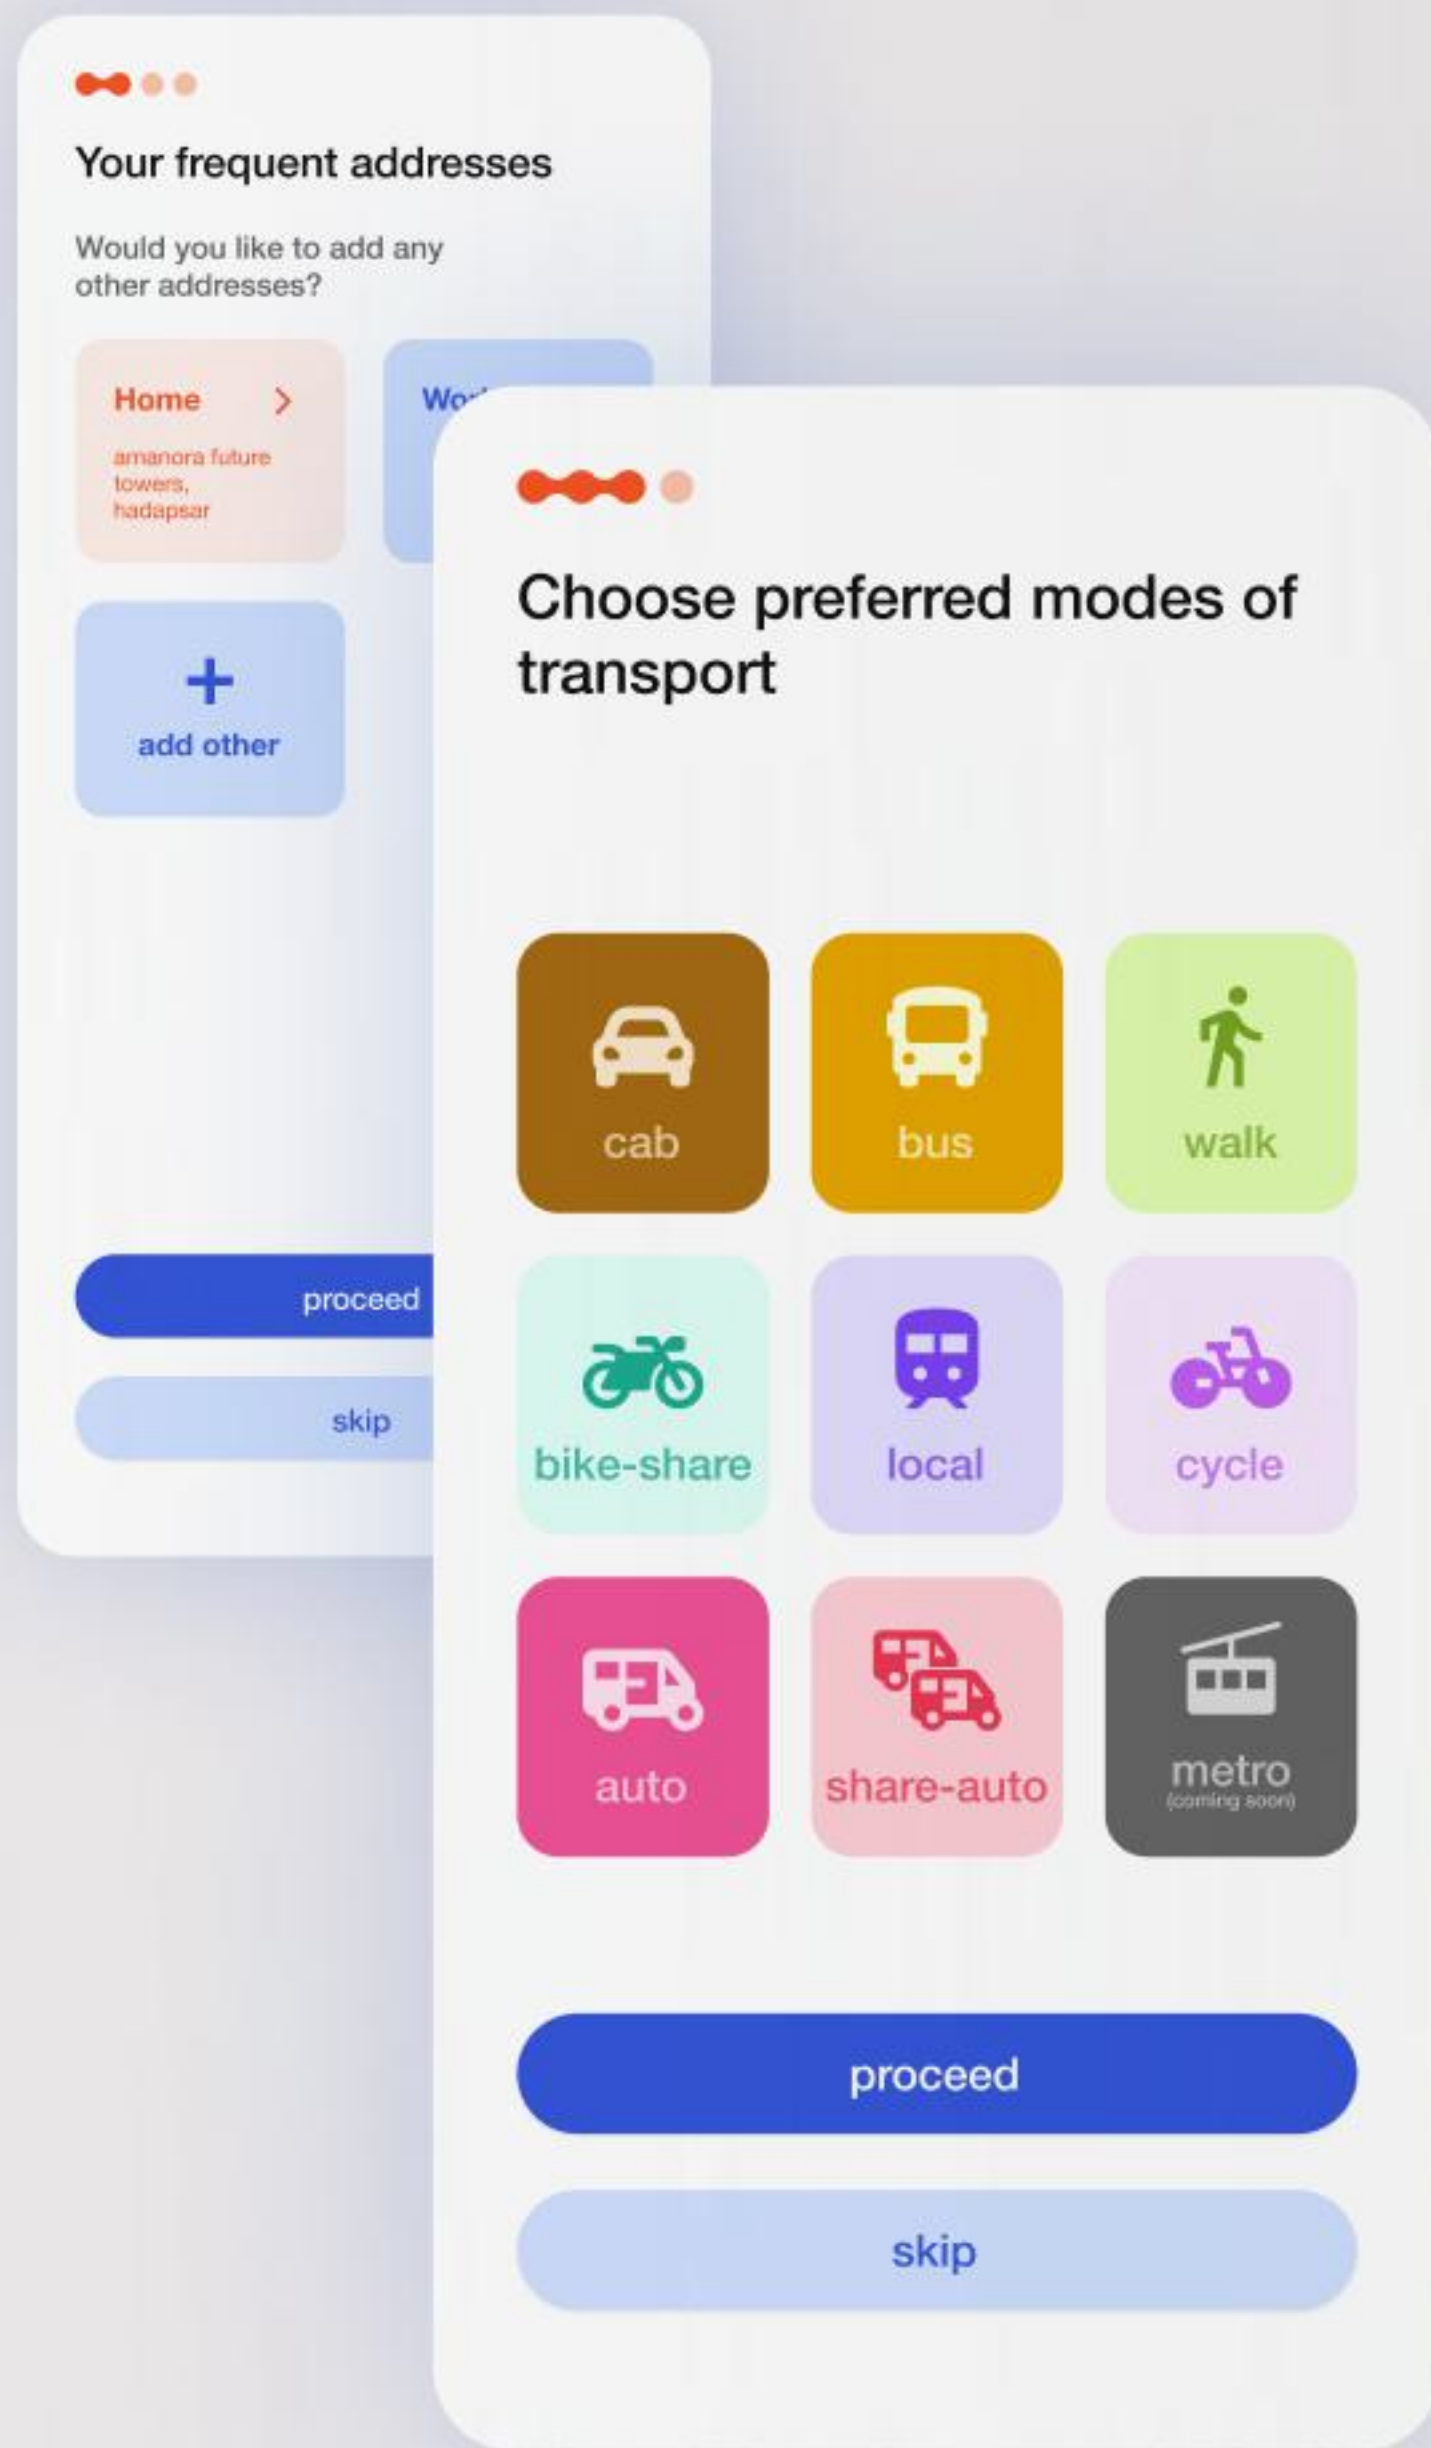 Your frequent addresses
Would you like to add any
other addresses?
Home
amanora future
towers,
hadapsar
add other
proceed
skip
Choose preferred modes of
transport
cab
bus
walk
bike-share
local
cycle
auto
share-auto
metro
(coming soon)
proceed
skip